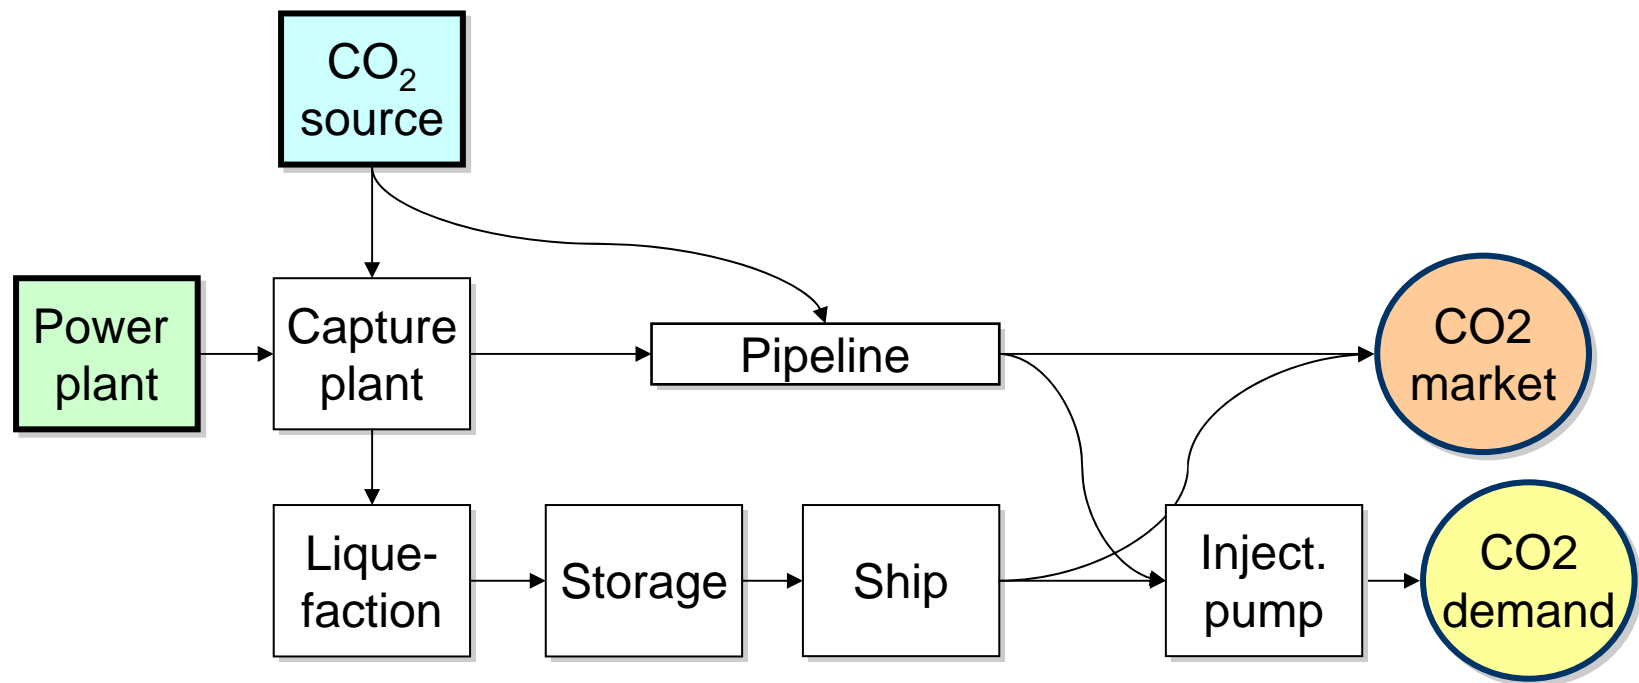 CO₂
source
Power
plant
Capture
plant
Pipeline
CO2
market
Lique-
faction
Storage
Ship
Inject.
pump
CO2
demand